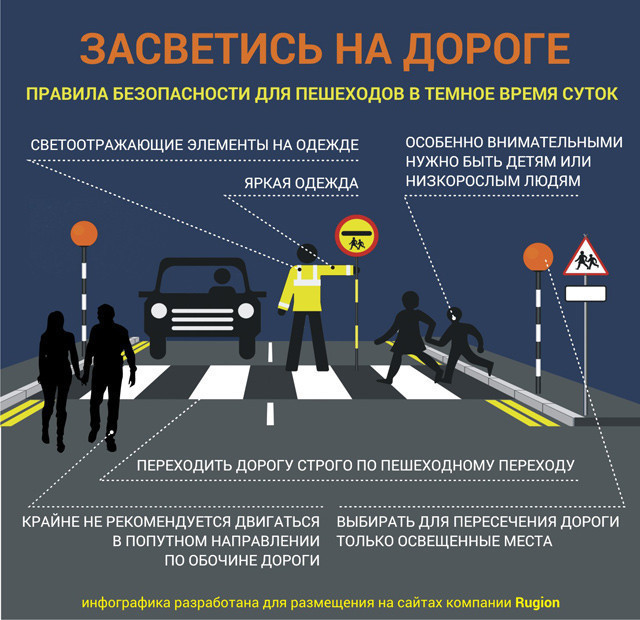 ЗАСВЕТИСЬ НА ДОРОГЕ
ПРАВИЛА БЕЗОПАСНОСТИ ДЛЯ ПЕШЕХОДОВ В ТЕМНОЕ ВРЕМЯ СУТОК
СВЕТООТРАЖАЮЩИЕ ЭЛЕМЕНТЫ НА ОДЕЖДЕ
ЯРКАЯ ОДЕЖДА
ОСОБЕННО ВНИМАТЕЛЬНЫМИ
НУЖНО БЫТЬ ДЕТЯМ ИЛИ
НИЗКОРОСЛЫМ ЛЮДЯМ
ПЕРЕХОДИТЬ ДОРОГУ СТРОГО ПО ПЕШЕХОДНОМУ ПЕРЕХОДУ
КРАЙНЕ НЕ РЕКОМЕНДУЕТСЯ ДВИГАТЬСЯ
В ПОПУТНОМ НАПРАВЛЕНИИ
ПО ОБОЧИНЕ ДОРОГИ
ВЫБИРАТЬ ДЛЯ ПЕРЕСЕЧЕНИЯ ДОРОГИ
ТОЛЬКО ОСВЕЩЕННЫЕ МЕСТА
инфографика разработана для размещения на сайтах компании Rugion